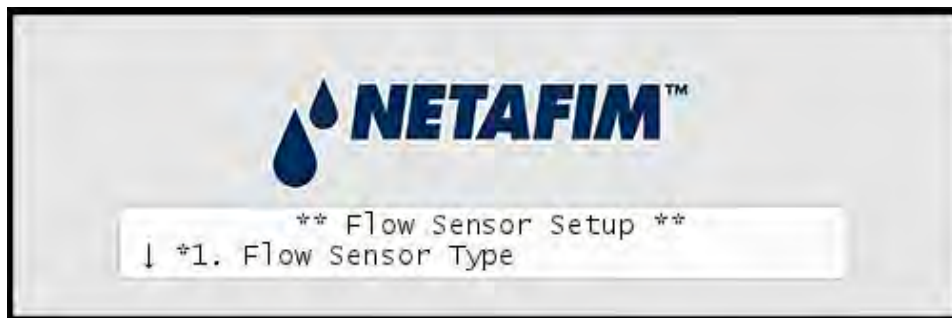 NETAFIM™
** Flow Sensor Setup **
↓ *1. Flow Sensor Type